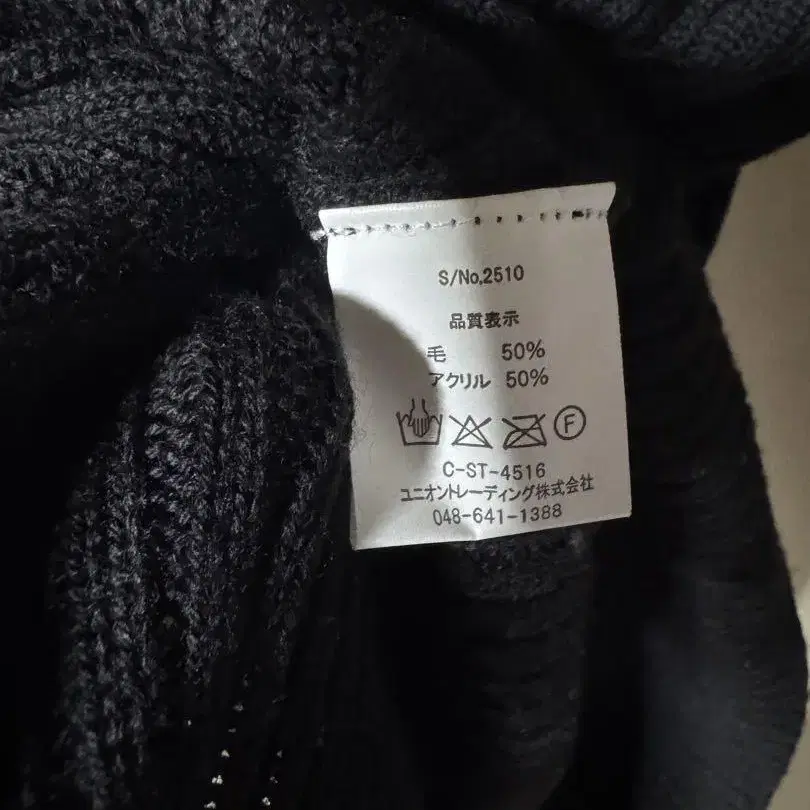 S/No.2510
品質表示
毛 50%
アクリル 50%
F
C-ST-4516
ユニオントレーディング株式会社
048-641-1388